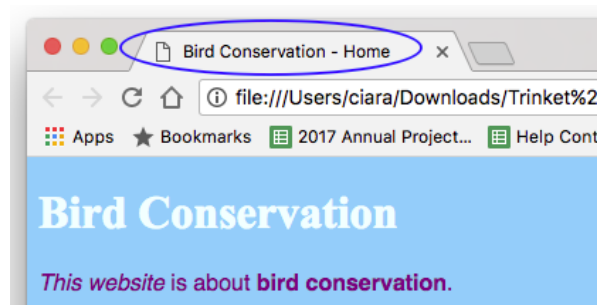 Bird Conservation - Home
file:///Users/ciara/Downloads/Trinket%2
Apps Bookmarks 2017 Annual Project... Help Cont
Bird Conservation
This website is about bird conservation.